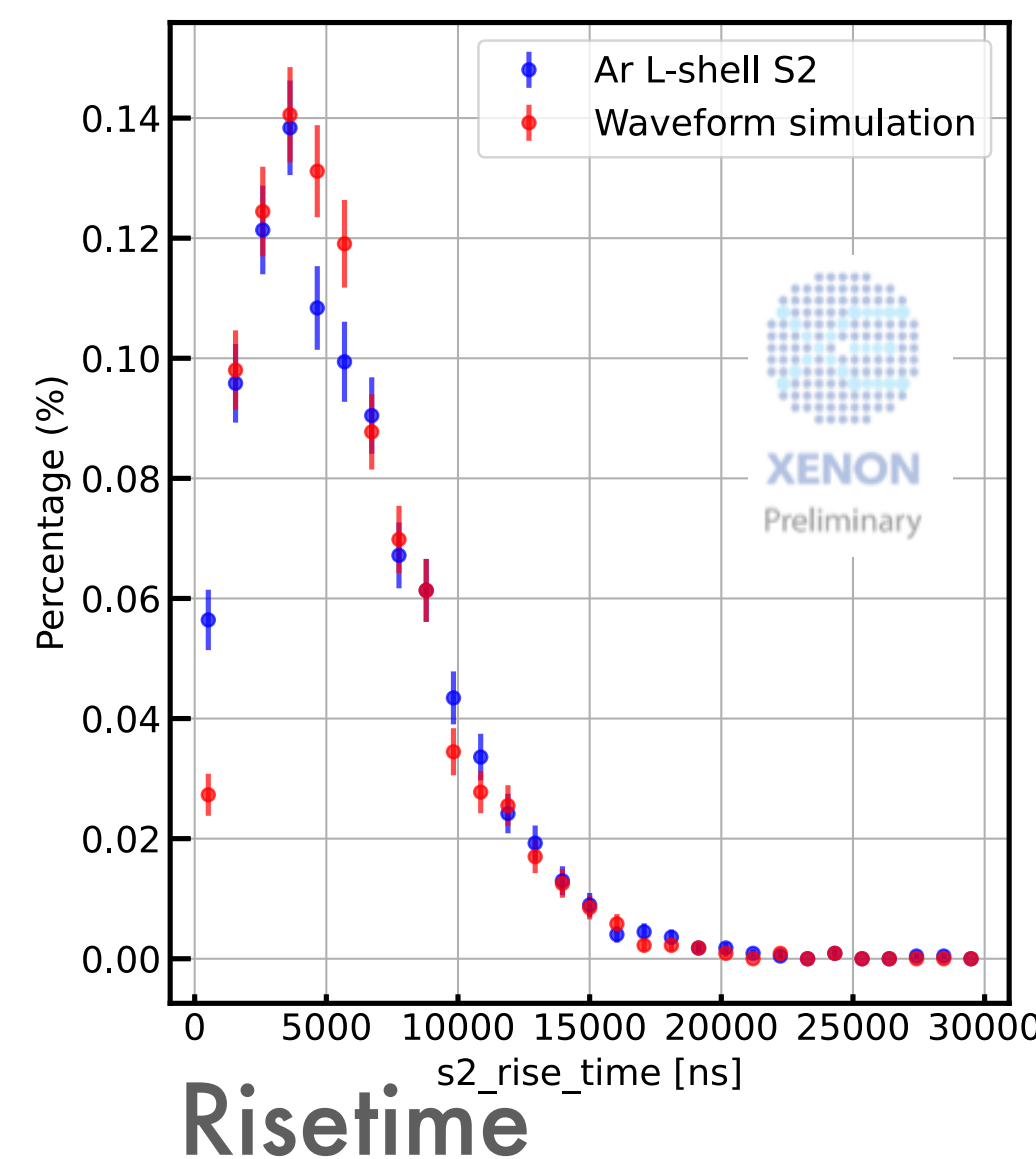 Ar L-shell S2
Waveform simulation
0.14
0.12
0.10
0.08
0.06
0.04
0.02
0.00
Percentage (%)
XENON
Preliminary
0 5000 10000 15000 20000 25000 30000
s2_rise_time [ns]
Risetime